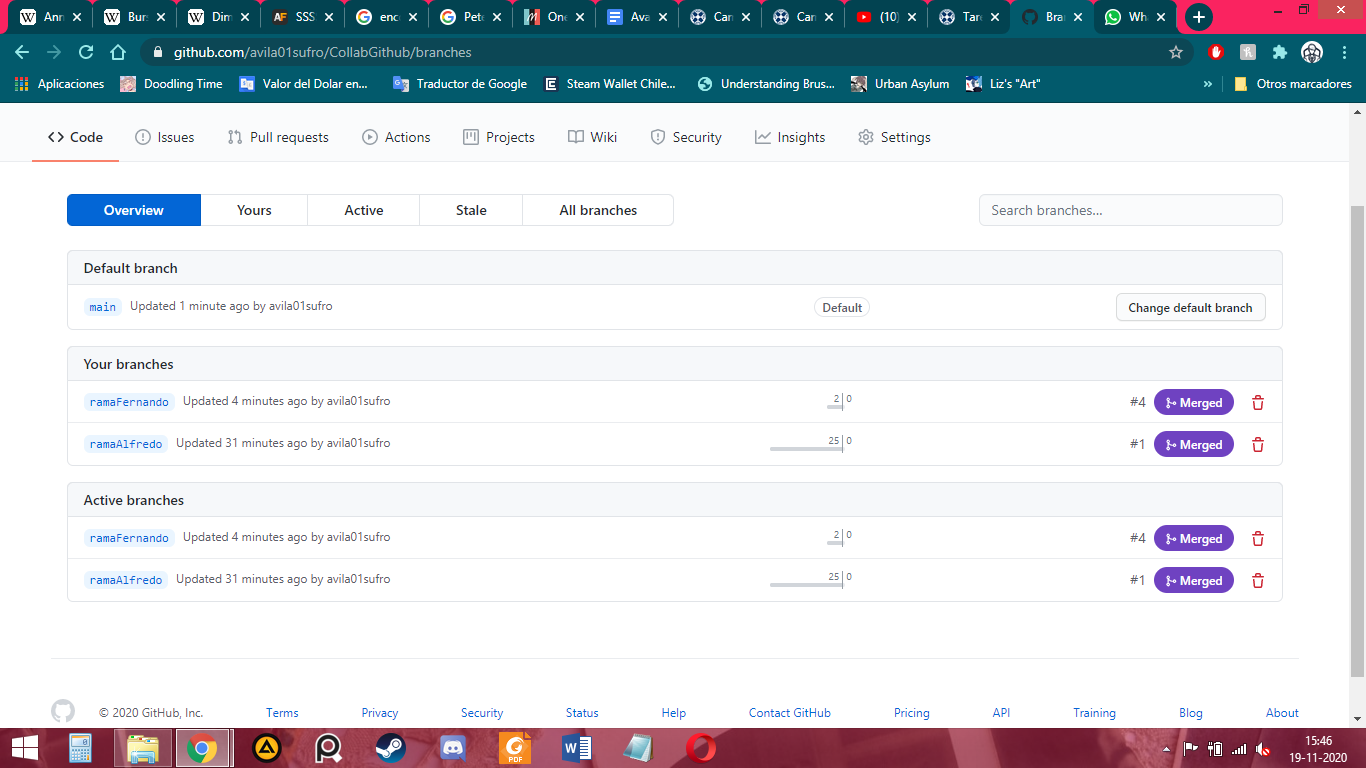 Ann
Bur
Dim
AF SSS
enc
Pete
One
Ava
Can
Can
(10)
Tare
Bra
Wh
github.com/avila01sufro/CollabGithub/branches
Aplicaciones
Doodling Time
Valor del Dolar en...
Traductor de Google
Steam Wallet Chile...
Understanding Brus...
Urban Asylum
Liz's "Art"
»
Otros marcadores
<> Code
Issues
Pull requests
Actions
Projects
Wiki
Security
Insights
Settings
Overview
Yours
Active
Stale
All branches
Search branches...
Default branch
main Updated 1 minute ago by avila01sufro
Default
Change default branch
Your branches
ramaFernando Updated 4 minutes ago by avila01sufro
2 0
#4 Merged
ramaAlfredo Updated 31 minutes ago by avila01sufro
25 0
#1 Merged
Active branches
ramaFernando Updated 4 minutes ago by avila01sufro
2 0
#4 Merged
ramaAlfredo Updated 31 minutes ago by avila01sufro
25 0
#1 Merged
© 2020 GitHub, Inc.
Terms
Privacy
Security
Status
Help
Contact GitHub
Pricing
API
Training
Blog
About
PDF
15:46
19-11-2020